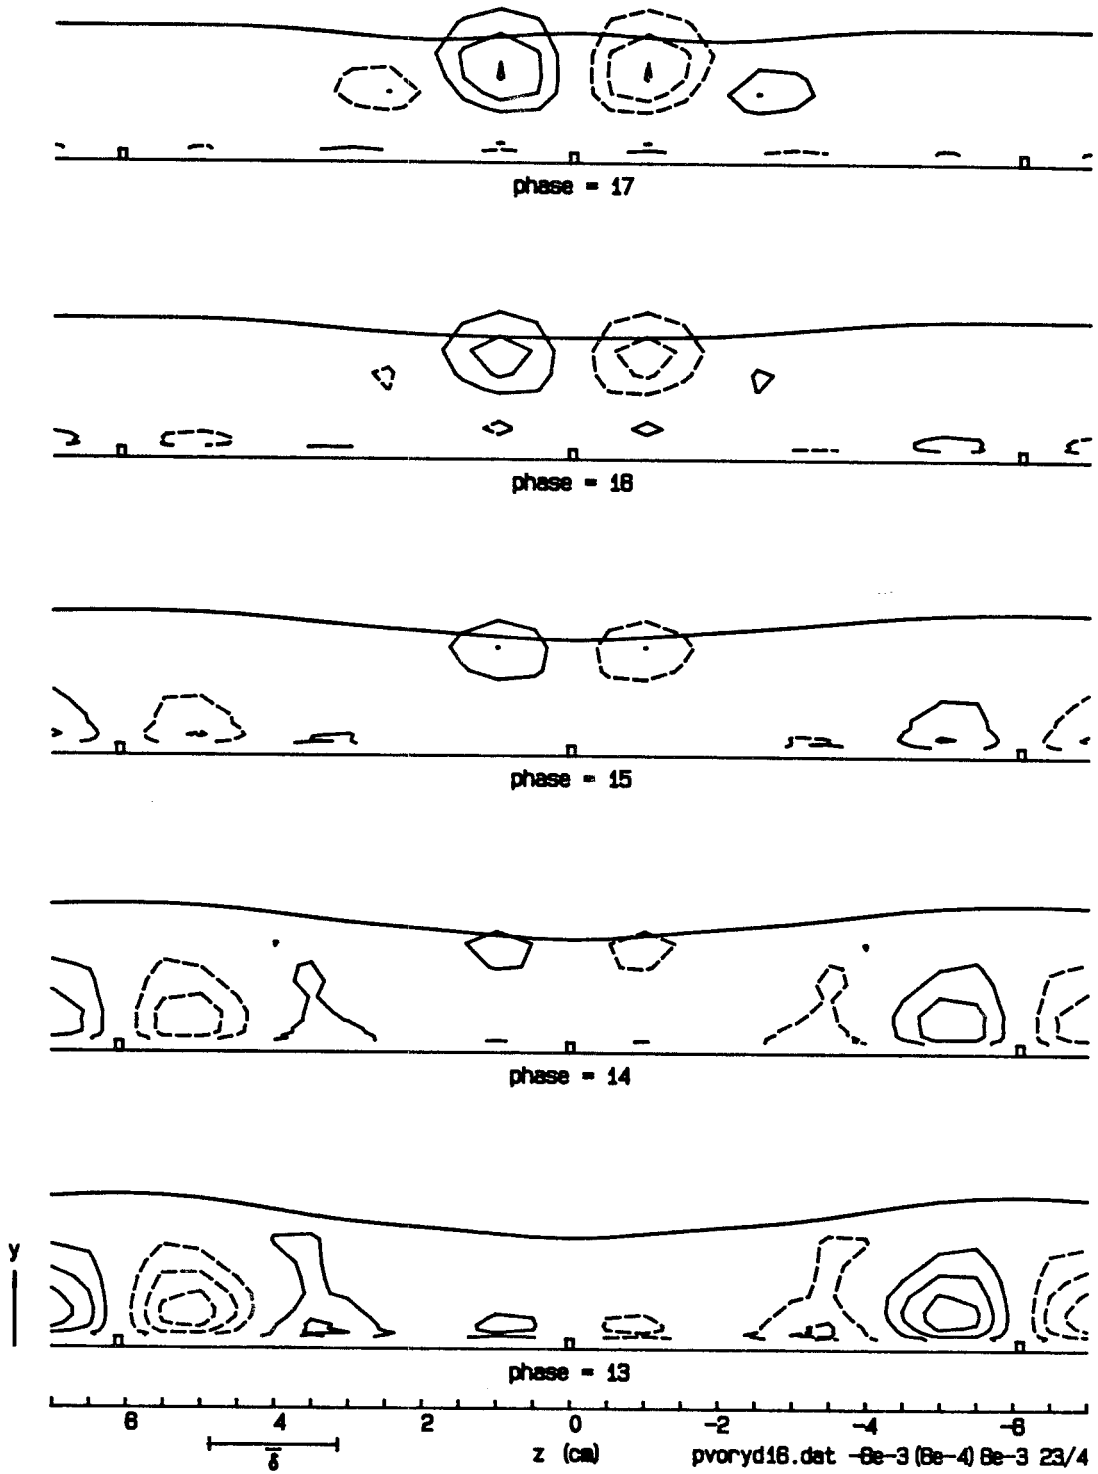 phase = 17
phase = 16
phase = 15
phase = 14
y
phase = 13
6 4 2 0 -2 -4 -6
δ̄ z (cm) pvoryd16.dat -8e-3 (8e-4) 8e-3 23/4